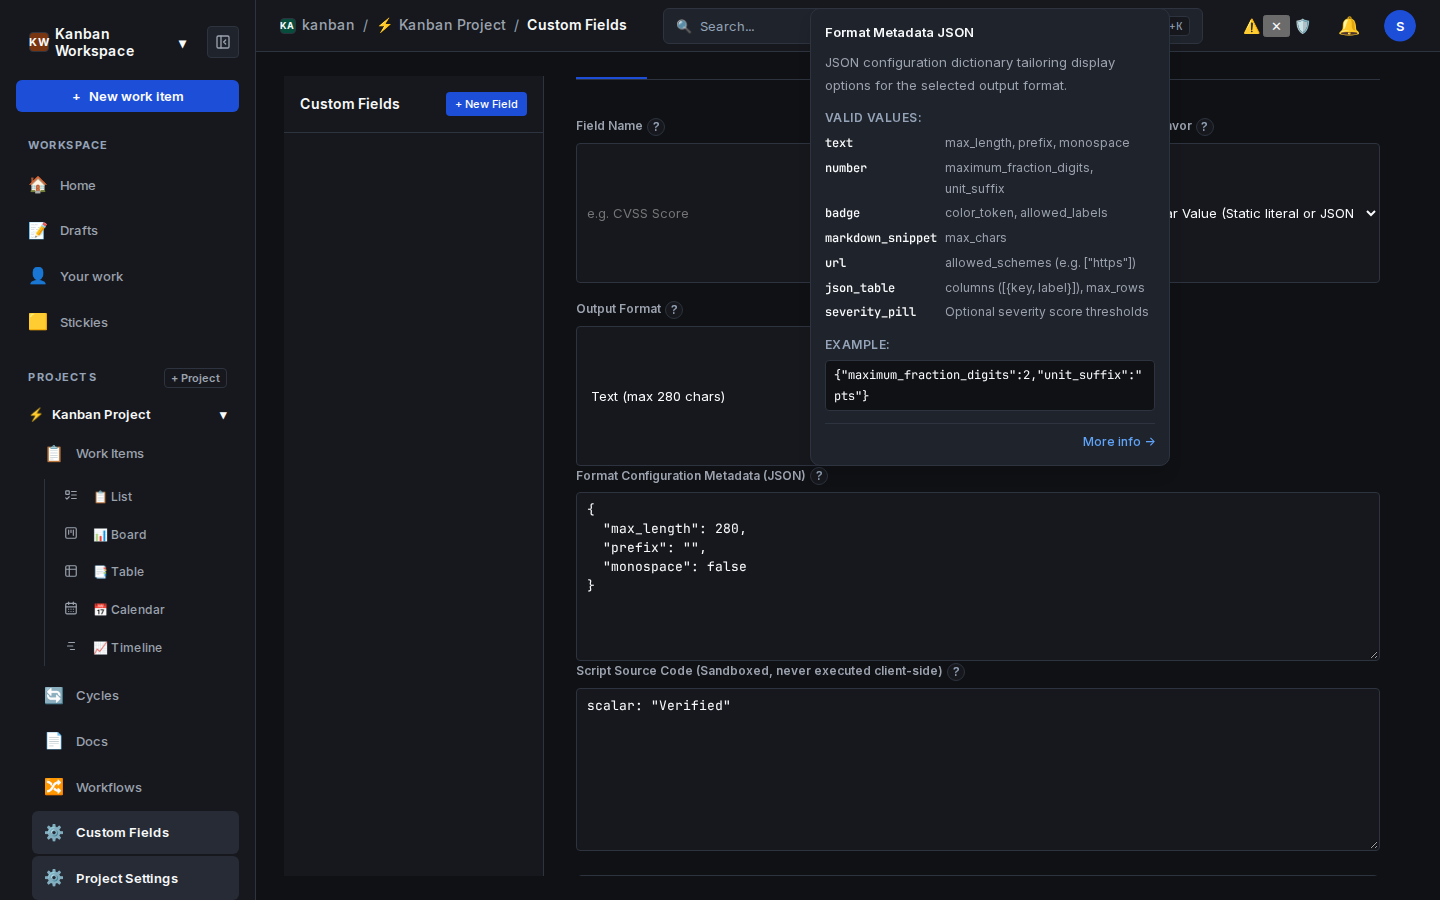 KW Kanban Workspace ▾
+ New work item
WORKSPACE
Home
Drafts
Your work
Stickies
PROJECTS
+ Project
Kanban Project ▾
Work Items
List
Board
Table
Calendar
Timeline
Cycles
Docs
Workflows
Custom Fields
Project Settings
KA kanban / Kanban Project / Custom Fields
Search...
+K
S
Custom Fields
+ New Field
Field Name ?
?
e.g. CVSS Score
ar Value (Static literal or JSON
Output Format ?
Text (max 280 chars)
Format Metadata JSON
JSON configuration dictionary tailoring display
options for the selected output format.
VALID VALUES:
text max_length, prefix, monospace
number maximum_fraction_digits,
unit_suffix
badge color_token, allowed_labels
markdown_snippet max_chars
url allowed_schemes (e.g. ["https"])
json_table columns ([{key, label}]), max_rows
severity_pill Optional severity score thresholds
EXAMPLE:
{"maximum_fraction_digits":2,"unit_suffix":"
pts"}
More info →
Format Configuration Metadata (JSON) ?
{
"max_length": 280,
"prefix": "",
"monospace": false
}
Script Source Code (Sandboxed, never executed client-side) ?
scalar: "Verified"